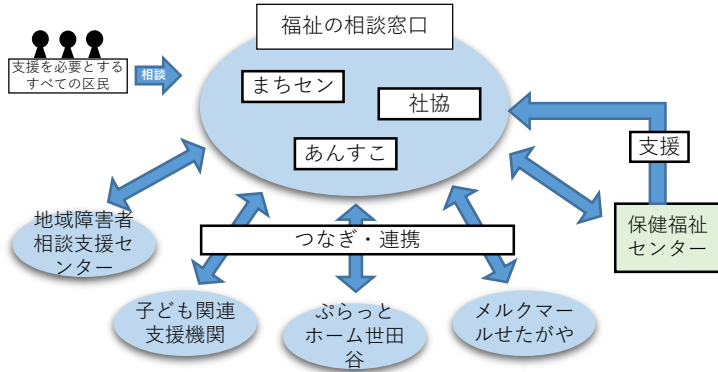 福祉の相談窓口
支援を必要とする
すべての区民
相談
まちセン
社協
あんすこ
支援
地域障害者
相談支援セ
ンター
つなぎ・連携
保健福祉
センター
子ども関連
支援機関
ぷらっと
ホーム世田
谷
メルクマー
ルせたがや